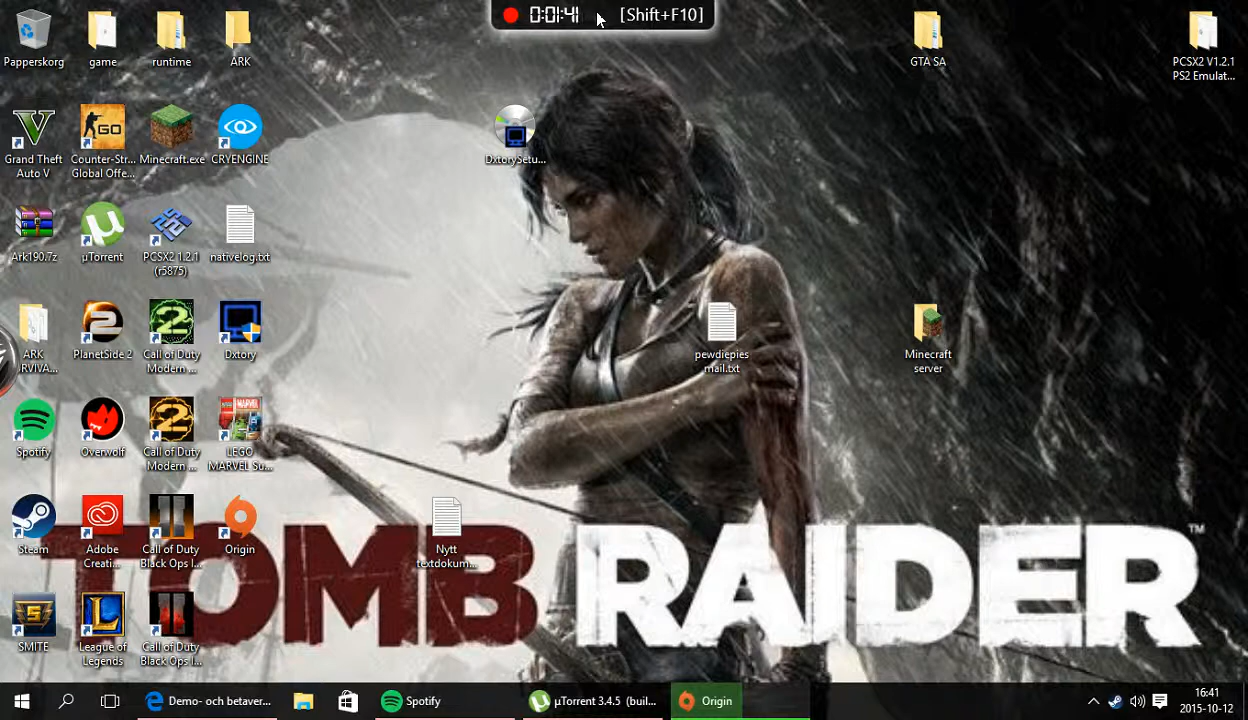 0:01:41 [Shift+F10]
Papperskorg
game
runtime
ARK
GTA SA
PCSX2 V1.2.1
PS2 Emulat...
Grand Theft
Auto V
GO
Counter-Str...
Global Offe...
Minecraft.exe
CRYENGINE
DxtorySetu...
Ark190.7z
µTorrent
PCSX2 1.2.1
(r5875)
nativelog.txt
ARK
PlanetSide 2
Call of Duty
Modern ...
Dxtory
pewdiepies
mail.txt
Minecraft
server
Spotify
Overwolf
Call of Duty
Modern ...
MARVEL
LEGO
MARVEL Su...
Steam
Adobe
Creati...
Call of Duty
Black Ops I...
Origin
Nytt
textdokum...
TOMB RAIDER™
SMITE
League of
Legends
Call of Duty
Black Ops I...
Demo- och betaver...
Spotify
µTorrent 3.4.5 (buil...
Origin
16:41
2015-10-12